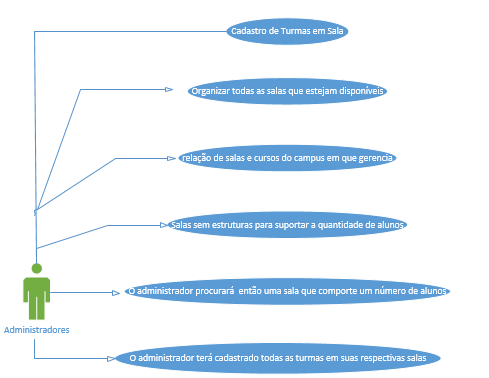 Cadastro de Turmas em Sala
Organizar todas as salas que estejam disponíveis
relação de salas e cursos do campus em que gerencia
Salas sem estruturas para suportar a quantidade de alunos
O administrador procurará então uma sala que comporte um número de alunos
Administradores
O administrador terá cadastrado todas as turmas em suas respectivas salas